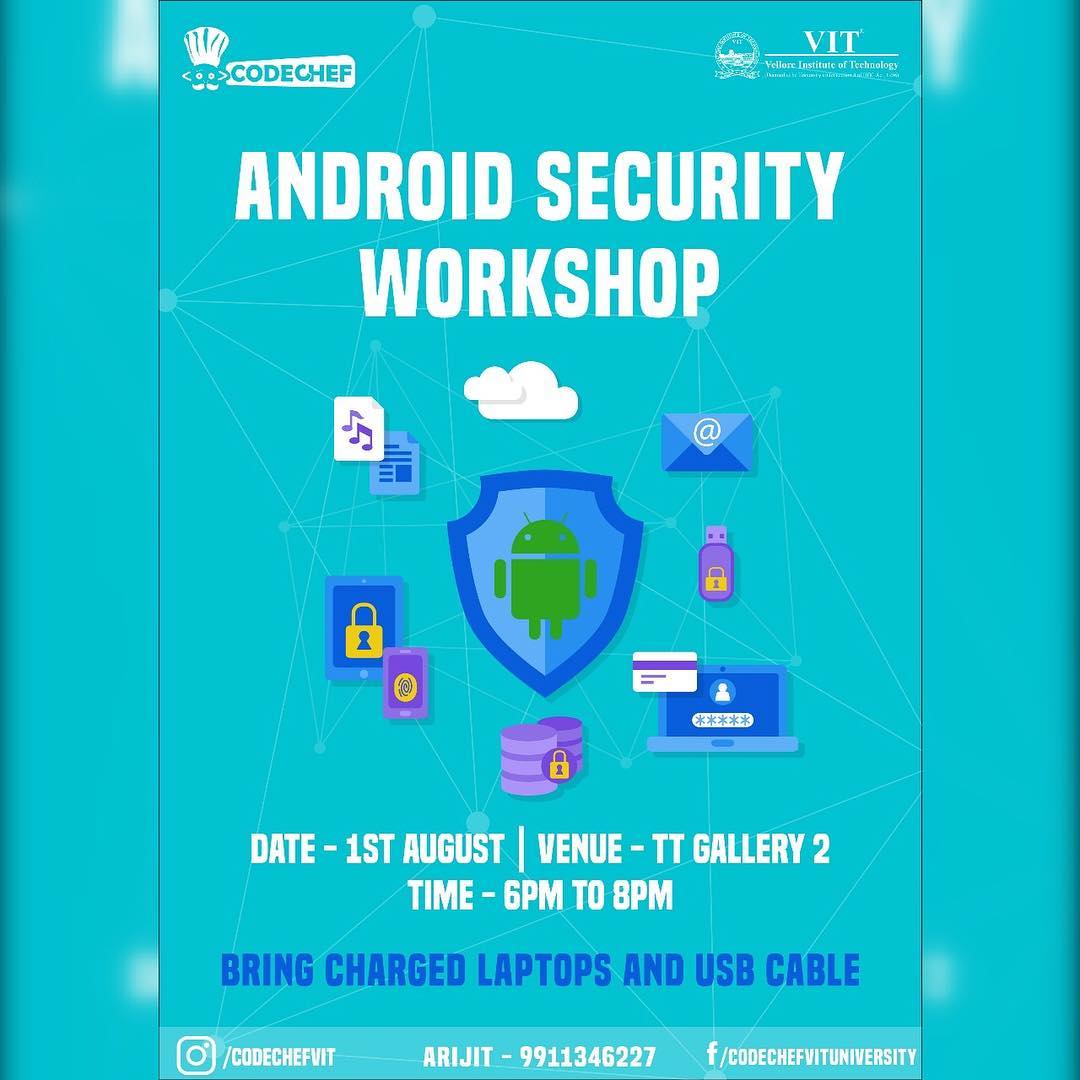 CODECHEF
VIT
Vellore Institute of Technology
ANDROID SECURITY
WORKSHOP
@
*****
DATE - 1ST AUGUST | VENUE - TT GALLERY 2
TIME - 6PM TO 8PM
BRING CHARGED LAPTOPS AND USB CABLE
/CODECHEFVIT
ARIJIT - 9911346227
f/CODECHEFVITUNIVERSITY